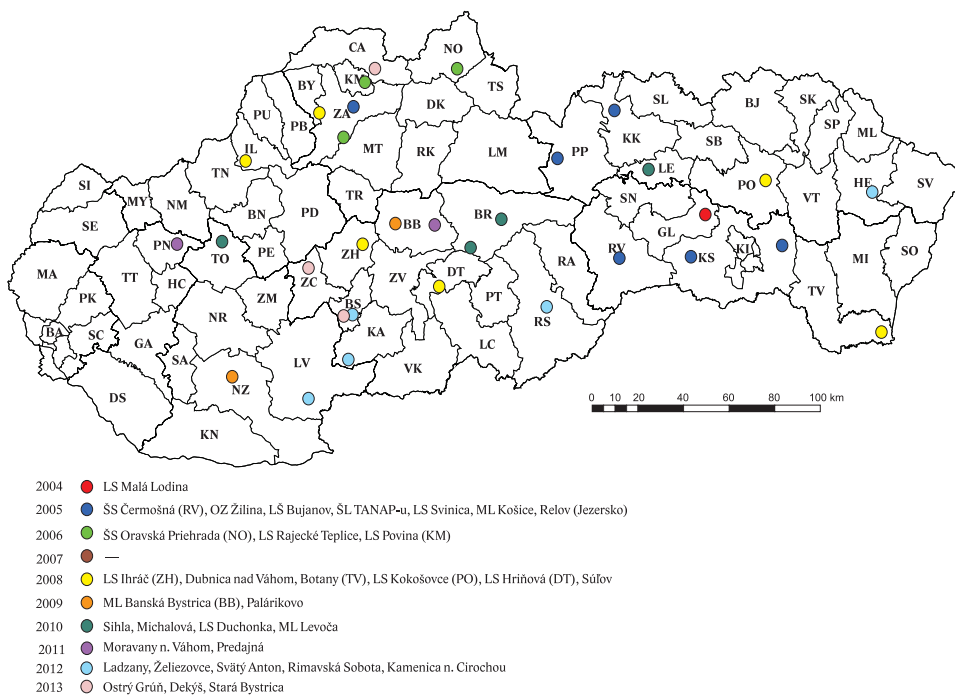 CA
NO
BY
KM
TS
PU
PB
ZA
DK
SL
BJ
SK
SP
ML
IL
MT
RK
LM
PP
KK
SB
TN
LE
PO
HE
SV
SI
MY
NM
BN
PD
TR
BB
BR
SN
VT
SE
PN
TO
PE
ZH
RV
GL
KS
KI
MI
SO
MA
TT
HC
ZM
ZC
ZV
DT
RA
TV
PK
NR
BS
PT
RS
BA
SC
GA
SA
LV
KA
LC
VK
DS
NZ
KN
0 10 20 40 60 80 100 km
2004 LS Malá Lodina
2005 ŠS Čermošná (RV), OZ Žilina, LŠ Bujanov, ŠL TANAP-u, LS Svinica, ML Košice, Relov (Jezersko)
2006 ŠS Oravská Priehrada (NO), LS Rajecké Teplice, LS Povina (KM)
2007 —
2008 LS Ihráč (ZH), Dubnica nad Váhom, Botany (TV), LS Kokošovce (PO), LS Hriňová (DT), Súľov
2009 ML Banská Bystrica (BB), Palárikovo
2010 Sihla, Michalová, LS Duchonka, ML Levoča
2011 Moravany n. Váhom, Predajná
2012 Ladzany, Želiezovce, Svätý Anton, Rimavská Sobota, Kamenica n. Cirochou
2013 Ostrý Grúň, Dekýš, Stará Bystrica